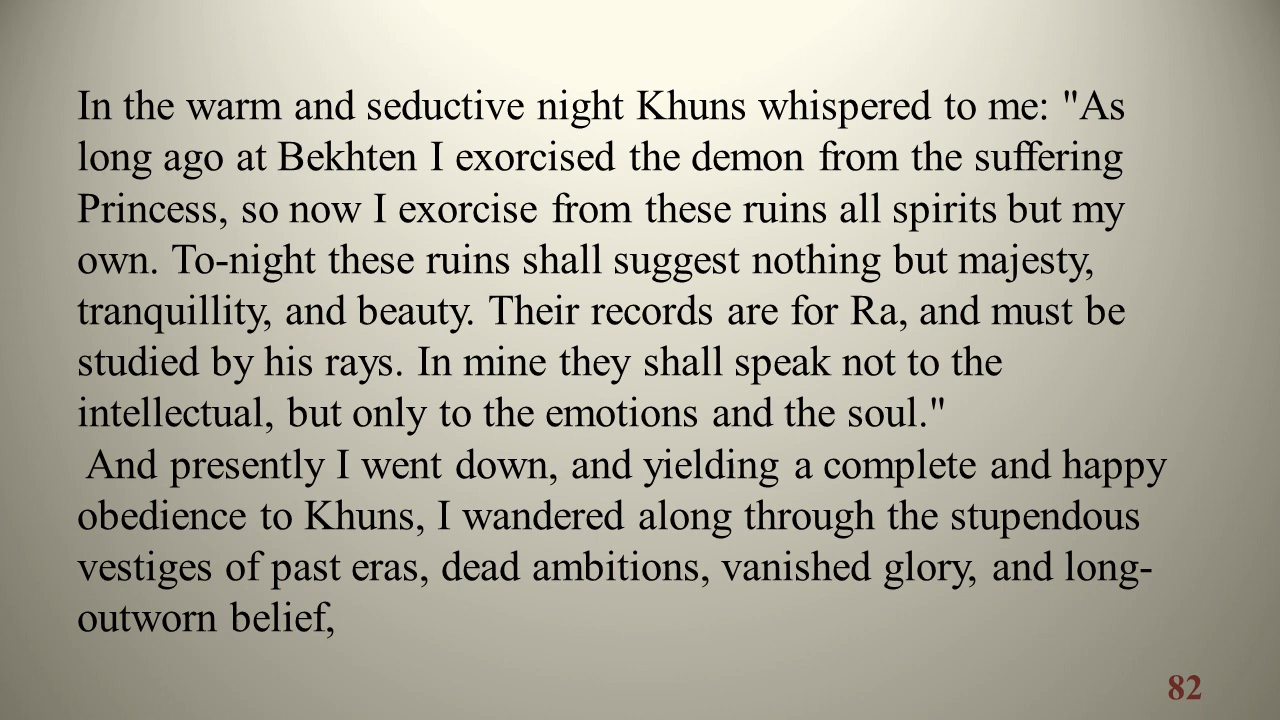 In the warm and seductive night Khuns whispered to me: "As
long ago at Bekhten I exorcised the demon from the suffering
Princess, so now I exorcise from these ruins all spirits but my
own. To-night these ruins shall suggest nothing but majesty,
tranquillity, and beauty. Their records are for Ra, and must be
studied by his rays. In mine they shall speak not to the
intellectual, but only to the emotions and the soul."
And presently I went down, and yielding a complete and happy
obedience to Khuns, I wandered along through the stupendous
vestiges of past eras, dead ambitions, vanished glory, and long-
outworn belief,
82